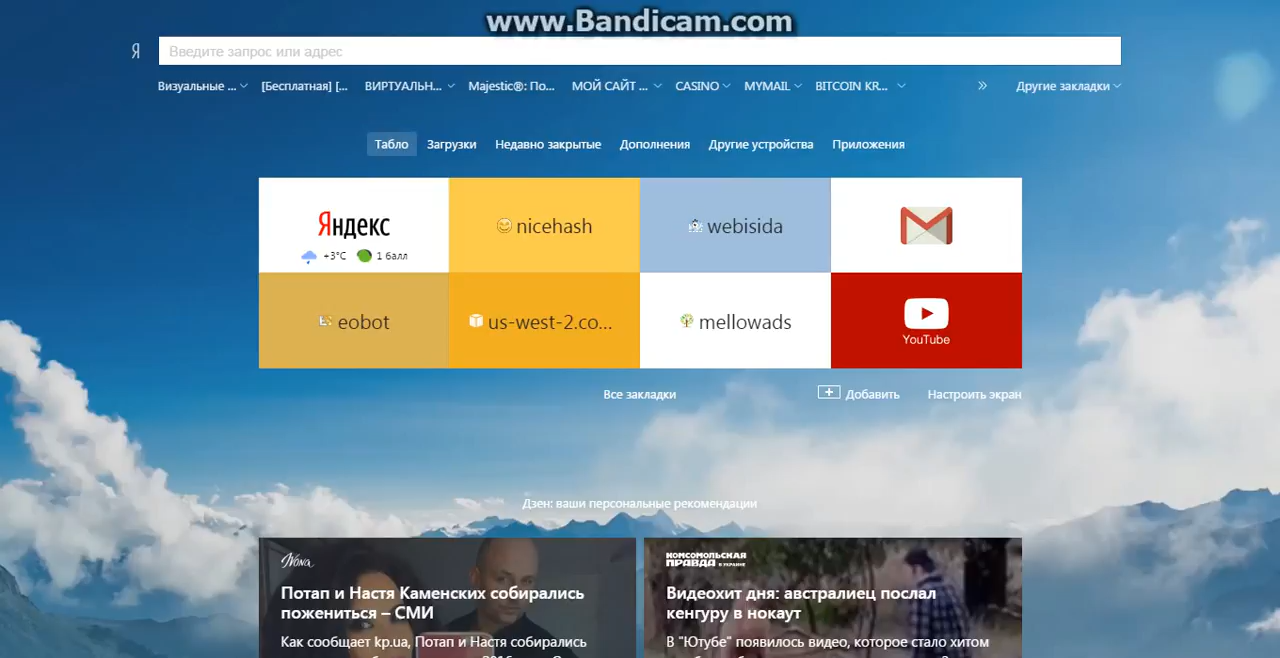 www.Bandicam.com
Я Введите запрос или адрес
Визуальные ... [Бесплатная] [... ВИРТУАЛЬН... Majestic®: По... МОЙ САЙТ ... CASINO MYMAIL BITCOIN KR... » Другие закладки
Табло Загрузки Недавно закрытые Дополнения Другие устройства Приложения
Яндекс
+3°C 1 балл
nicehash
webisida
eobot
us-west-2.co...
mellowads
YouTube
Все закладки Добавить Настроить экран
Дзен: ваши персональные рекомендации
Ivona
Потап и Настя Каменских собирались
пожениться – СМИ
Как сообщает kp.ua, Потап и Настя собирались
КОМСОМОЛЬСКАЯ
ПРАВДА В УКРАИНЕ
Видеохит дня: австралиец послал
кенгуру в нокаут
В "Ютубе" появилось видео, которое стало хитом